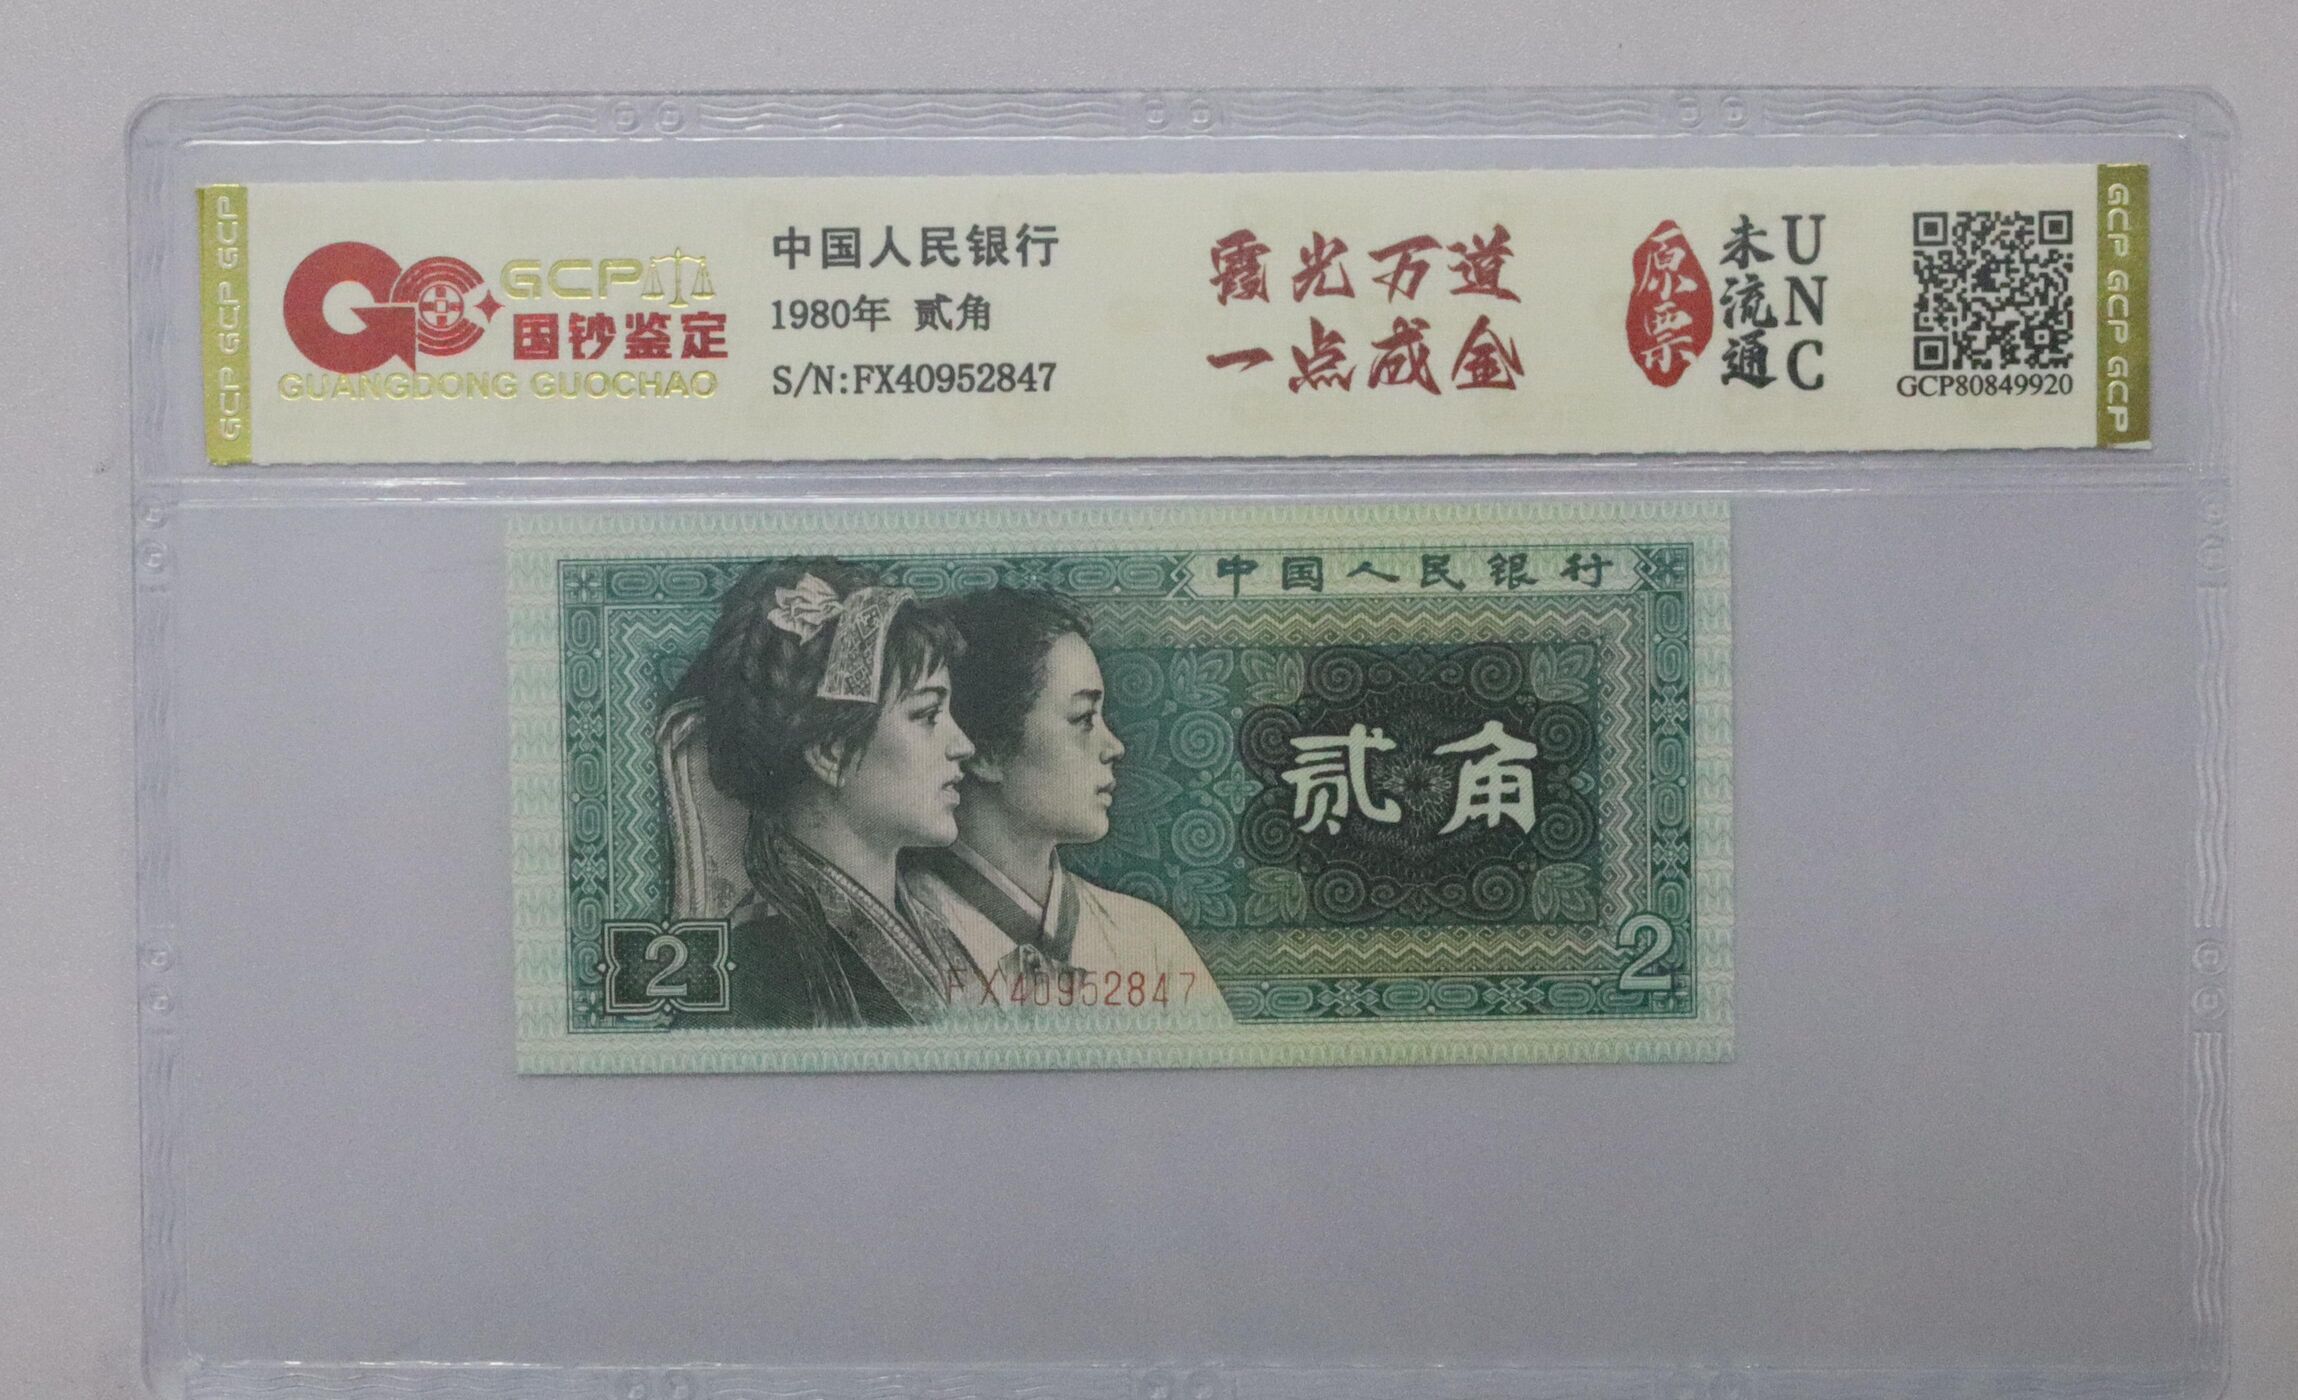 GCP GCP GCP
GCP
国钞鉴定
GUANGDONG GUOCHAO
中国人民银行
1980年 贰角
S/N:FX40952847
霞光万道
一点成金
原票
未流通
UNC
GCP80849920
GCP GCP GCP
中国人民银行
贰角
2
FX40952847
2